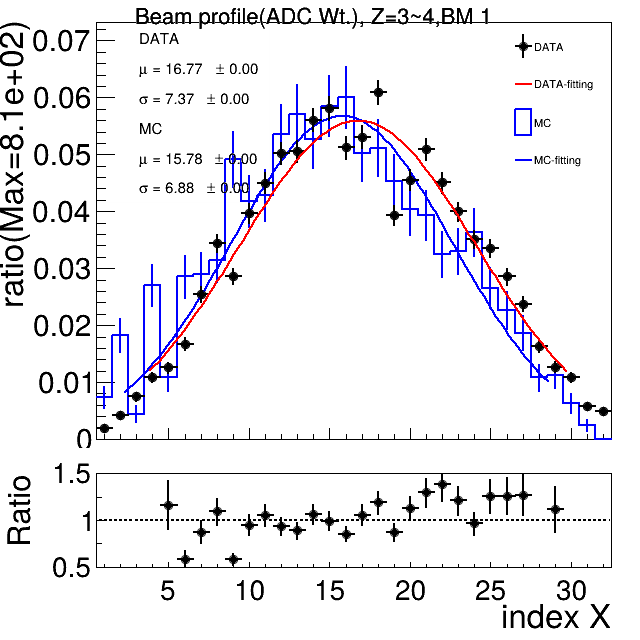 Beam profile(ADC Wt.), Z=3~4,BM 1
ratio(Max=8.1e+02)
0.07
0.06
0.05
0.04
0.03
0.02
0.01
0
DATA
μ = 16.77 ± 0.00
σ = 7.37 ± 0.00
MC
μ = 15.78 ± 0.00
σ = 6.88 ± 0.00
DATA
DATA-fitting
MC
MC-fitting
Ratio
1.5
1
0.5
5 10 15 20 25 30
index X